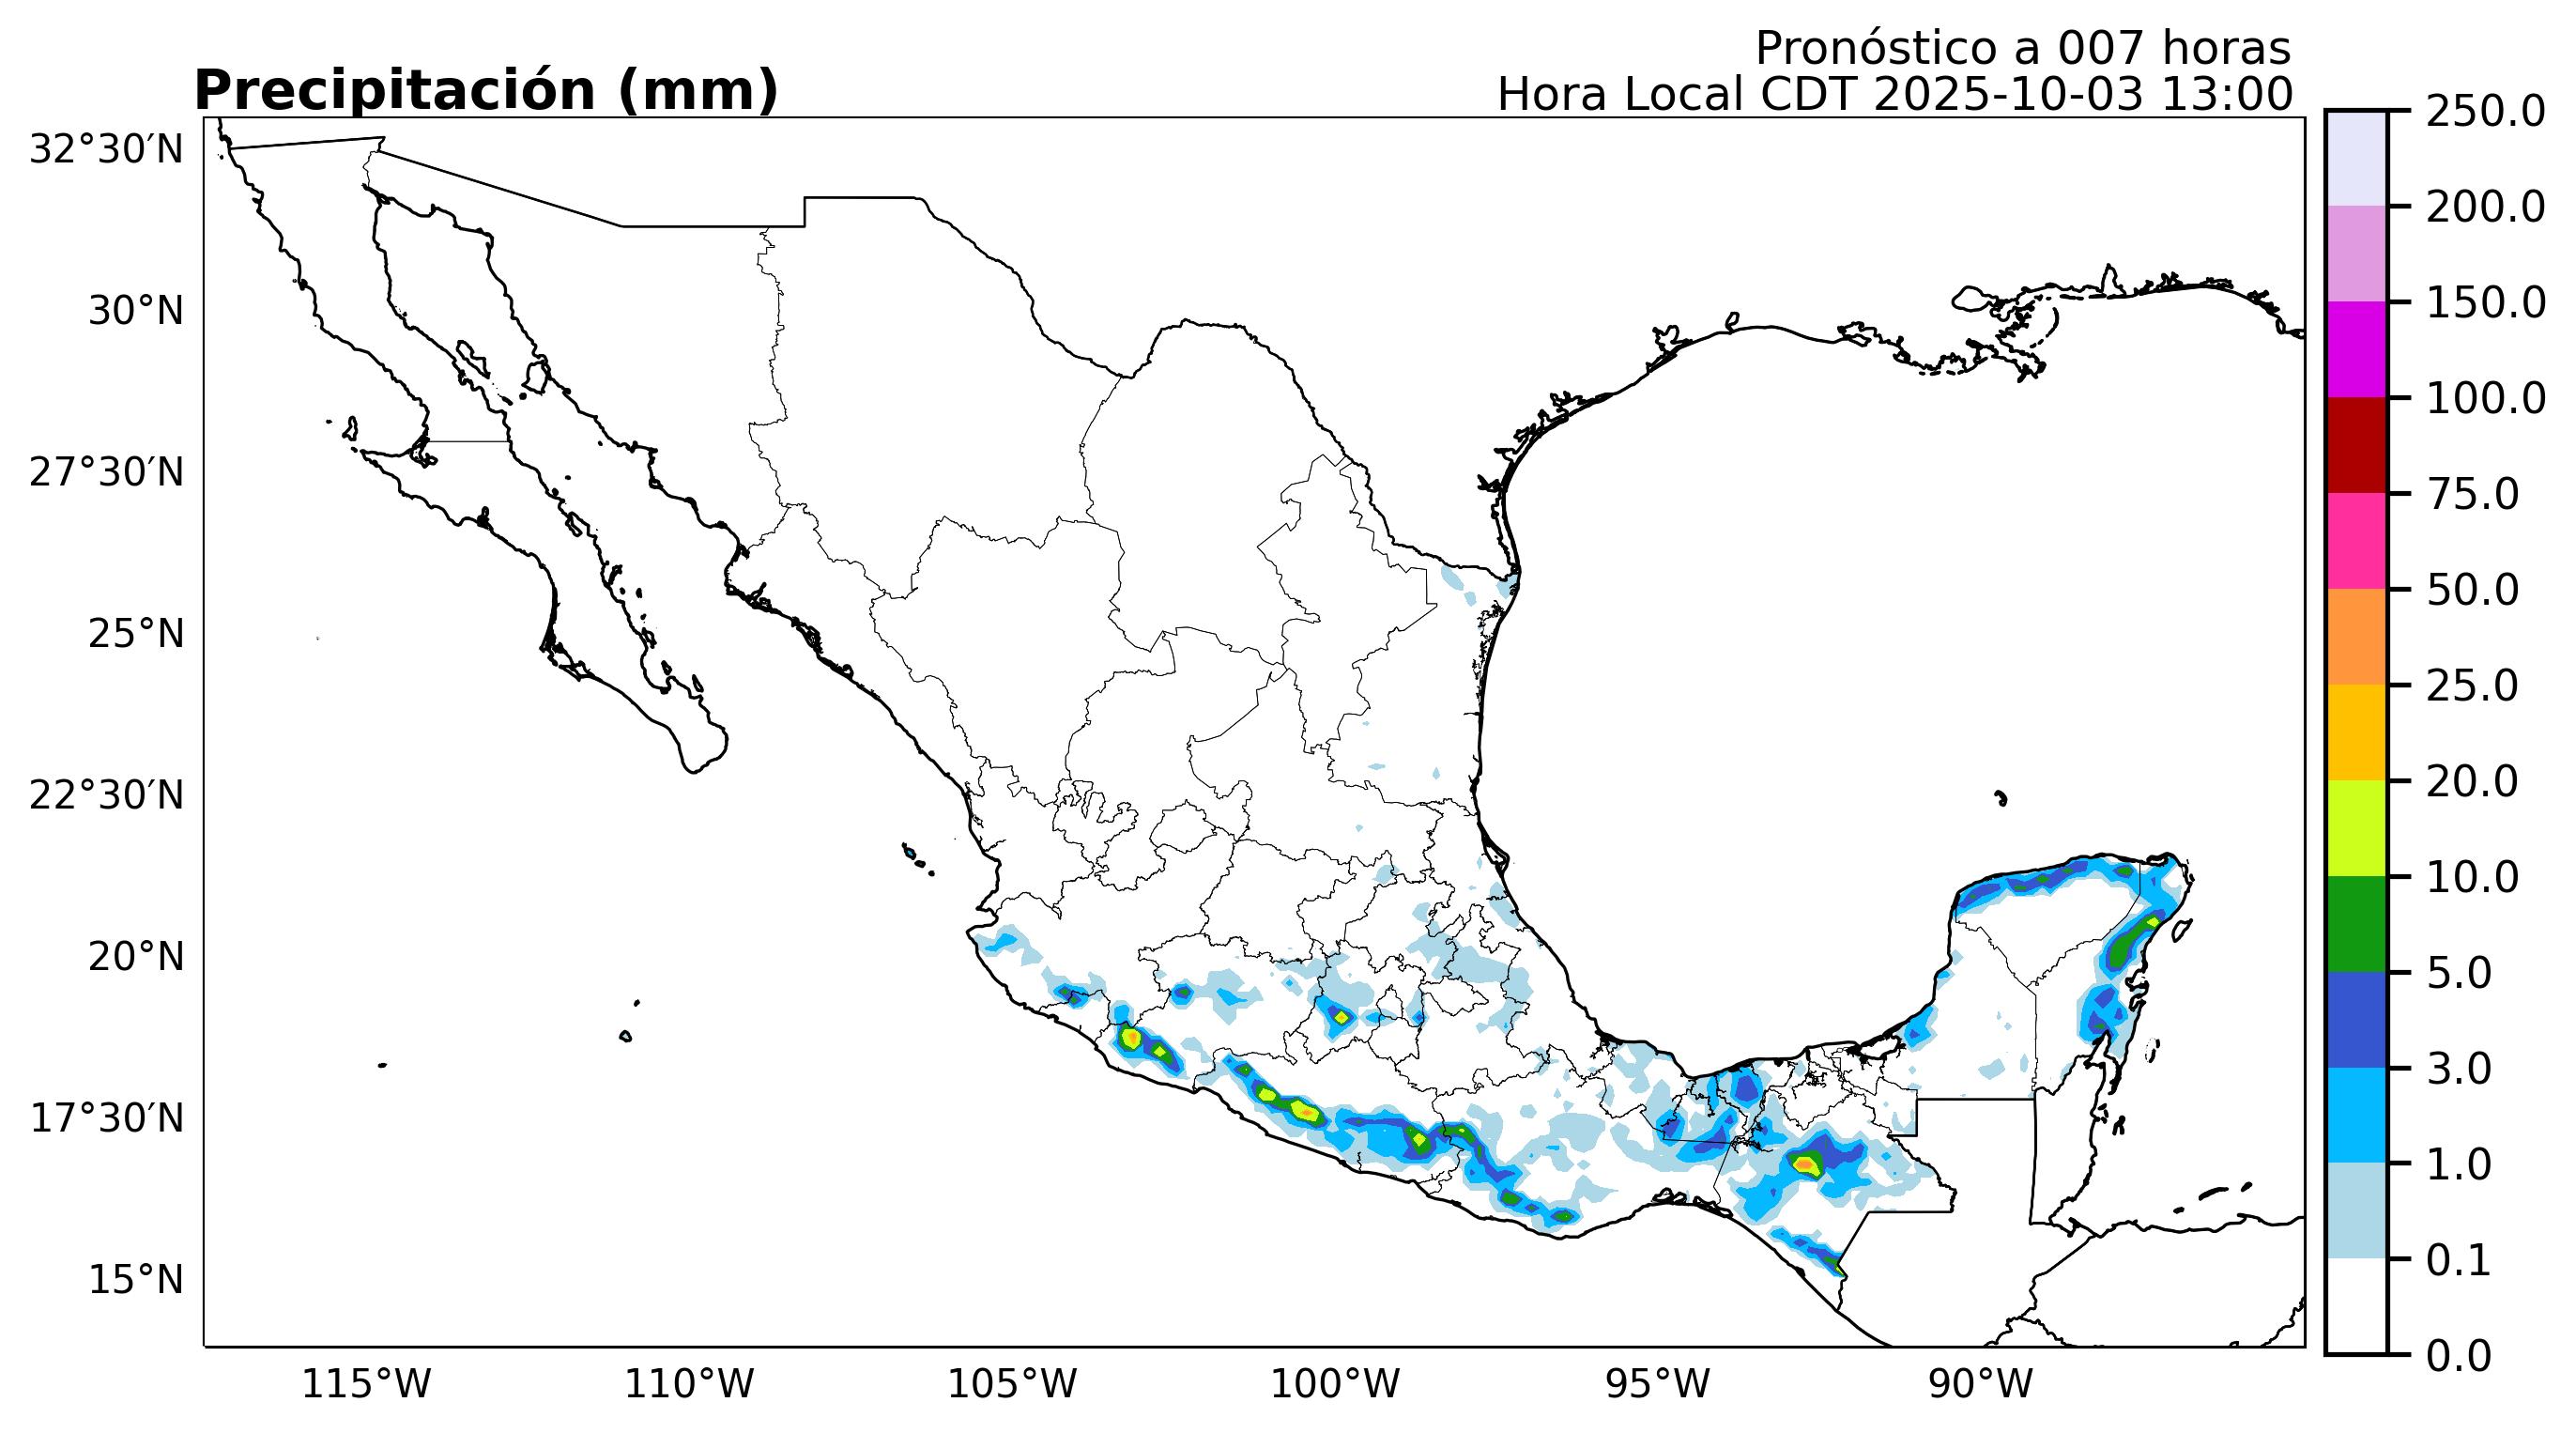 Pronóstico a 007 horas
Precipitación (mm)
Hora Local CDT 2025-10-03 13:00
32°30′N
30°N
27°30′N
25°N
22°30′N
20°N
17°30′N
15°N
115°W
110°W
105°W
100°W
95°W
90°W
250.0
200.0
150.0
100.0
75.0
50.0
25.0
20.0
10.0
5.0
3.0
1.0
0.1
0.0